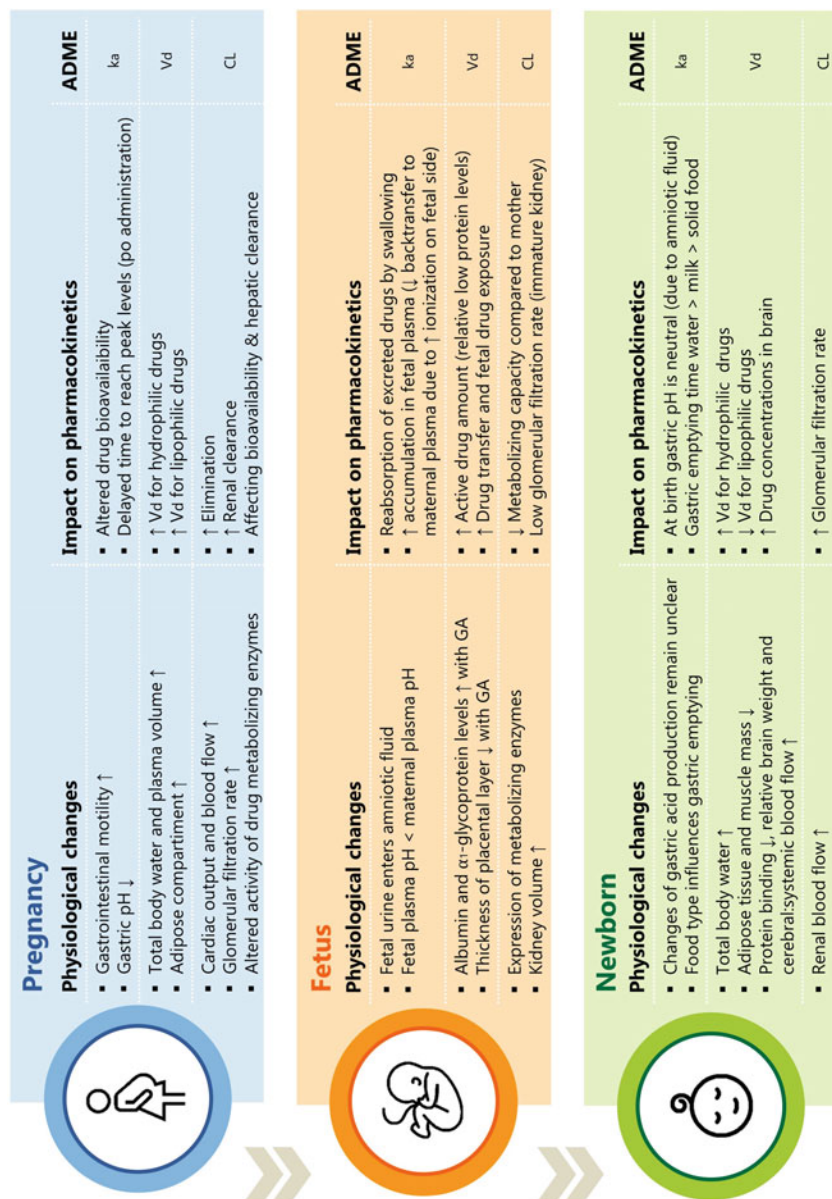 Pregnancy
Physiological changes
Impact on pharmacokinetics
ADME
▪ Gastrointestinal motility ↑
▪ Gastric pH ↓
▪ Altered drug bioavailaibility
▪ Delayed time to reach peak levels (po administration)
ka
▪ Total body water and plasma volume ↑
▪ Adipose compartiment ↑
▪ ↑ Vd for hydrophilic drugs
▪ ↑ Vd for lipophilic drugs
Vd
▪ Cardiac output and blood flow ↑
▪ Glomerular filtration rate ↑
▪ Altered activity of drug metabolizing enzymes
▪ ↑ Elimination
▪ ↑ Renal clearance
▪ Affecting bioavailability & hepatic clearance
CL
Fetus
Physiological changes
Impact on pharmacokinetics
ADME
▪ Fetal urine enters amniotic fluid
▪ Fetal plasma pH < maternal plasma pH
▪ Reabsorption of excreted drugs by swallowing
▪ ↑ accumulation in fetal plasma (↓ backtransfer to
maternal plasma due to ↑ ionization on fetal side)
ka
▪ Albumin and α1-glycoprotein levels ↑ with GA
▪ Thickness of placental layer ↓ with GA
▪ ↑ Active drug amount (relative low protein levels)
▪ ↑ Drug transfer and fetal drug exposure
Vd
▪ Expression of metabolizing enzymes
▪ Kidney volume ↑
▪ ↓ Metabolizing capacity compared to mother
▪ Low glomerular filtration rate (immature kidney)
CL
Newborn
Physiological changes
Impact on pharmacokinetics
ADME
▪ Changes of gastric acid production remain unclear
▪ Food type influences gastric emptying
▪ At birth gastric pH is neutral (due to amniotic fluid)
▪ Gastric emptying time water > milk > solid food
ka
▪ Total body water ↑
▪ Adipose tissue and muscle mass ↓
▪ Protein binding ↓, relative brain weight and
cerebral:systemic blood flow ↑
▪ ↑ Vd for hydrophilic drugs
▪ ↓ Vd for lipophilic drugs
▪ ↑ Drug concentrations in brain
Vd
▪ Renal blood flow ↑
▪ ↑ Glomerular filtration rate
CL